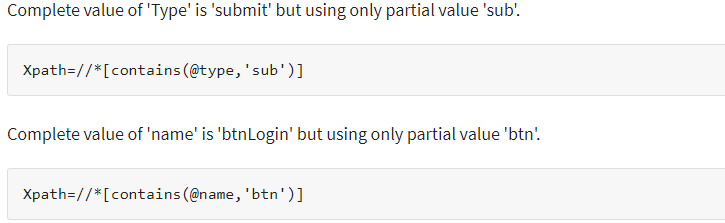 Complete value of 'Type' is 'submit' but using only partial value 'sub'.
Xpath=//*[contains(@type,'sub')]
Complete value of 'name' is 'btnLogin' but using only partial value 'btn'.
Xpath=//*[contains(@name,'btn')]